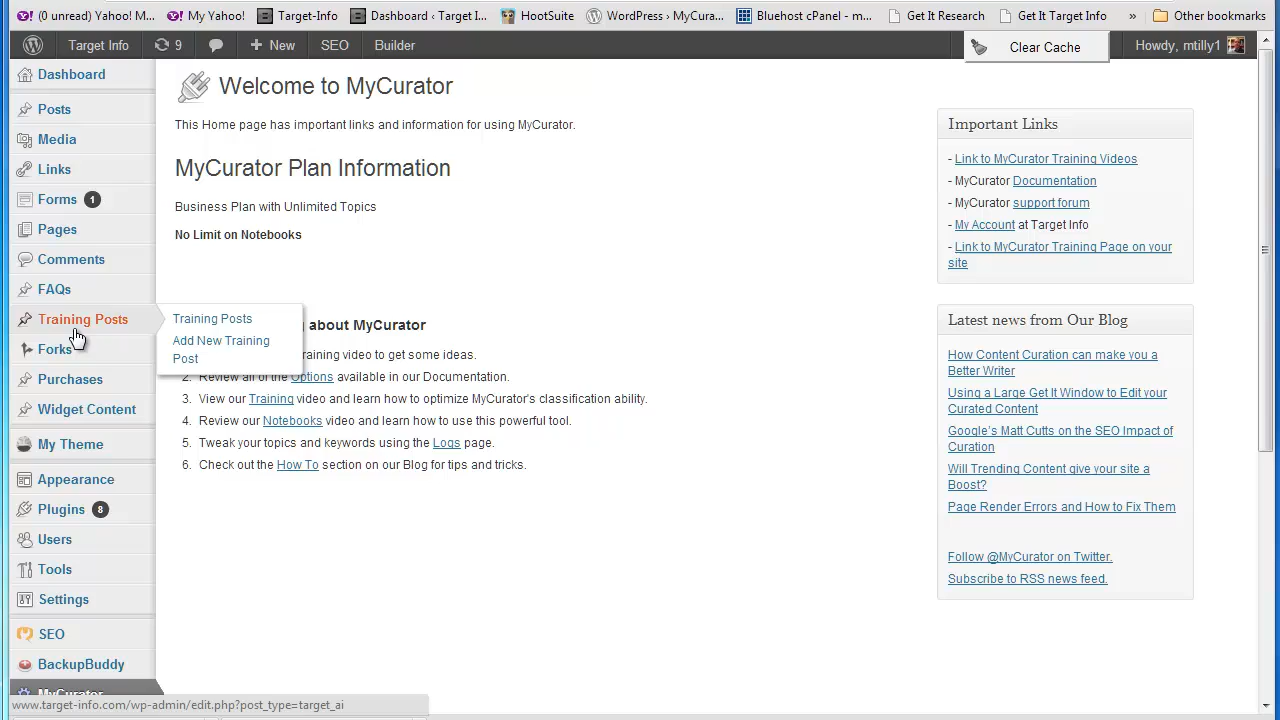 (0 unread) Yahoo! M... My Yahoo! Target-Info Dashboard ‹ Target I... HootSuite WordPress › MyCura... Bluehost cPanel - m... Get It Research Get It Target Info » Other bookmarks
Target Info 9 New SEO Builder Clear Cache Howdy, mtilly1
Dashboard
Posts
Media
Links
Forms 1
Pages
Comments
FAQs
Training Posts
Training Posts
Add New Training
Post
Forks
Purchases
Widget Content
My Theme
Appearance
Plugins 8
Users
Tools
Settings
SEO
BackupBuddy
MyCurator
Welcome to MyCurator
This Home page has important links and information for using MyCurator.
MyCurator Plan Information
Business Plan with Unlimited Topics
No Limit on Notebooks
about MyCurator
raining video to get some ideas.
2. Review all of the Options available in our Documentation.
3. View our Training video and learn how to optimize MyCurator's classification ability.
4. Review our Notebooks video and learn how to use this powerful tool.
5. Tweak your topics and keywords using the Logs page.
6. Check out the How To section on our Blog for tips and tricks.
Important Links
- Link to MyCurator Training Videos
- MyCurator Documentation
- MyCurator support forum
- My Account at Target Info
- Link to MyCurator Training Page on your
site
Latest news from Our Blog
How Content Curation can make you a
Better Writer
Using a Large Get It Window to Edit your
Curated Content
Google's Matt Cutts on the SEO Impact of
Curation
Will Trending Content give your site a
Boost?
Page Render Errors and How to Fix Them
Follow @MyCurator on Twitter.
Subscribe to RSS news feed.
www.target-info.com/wp-admin/edit.php?post_type=target_ai